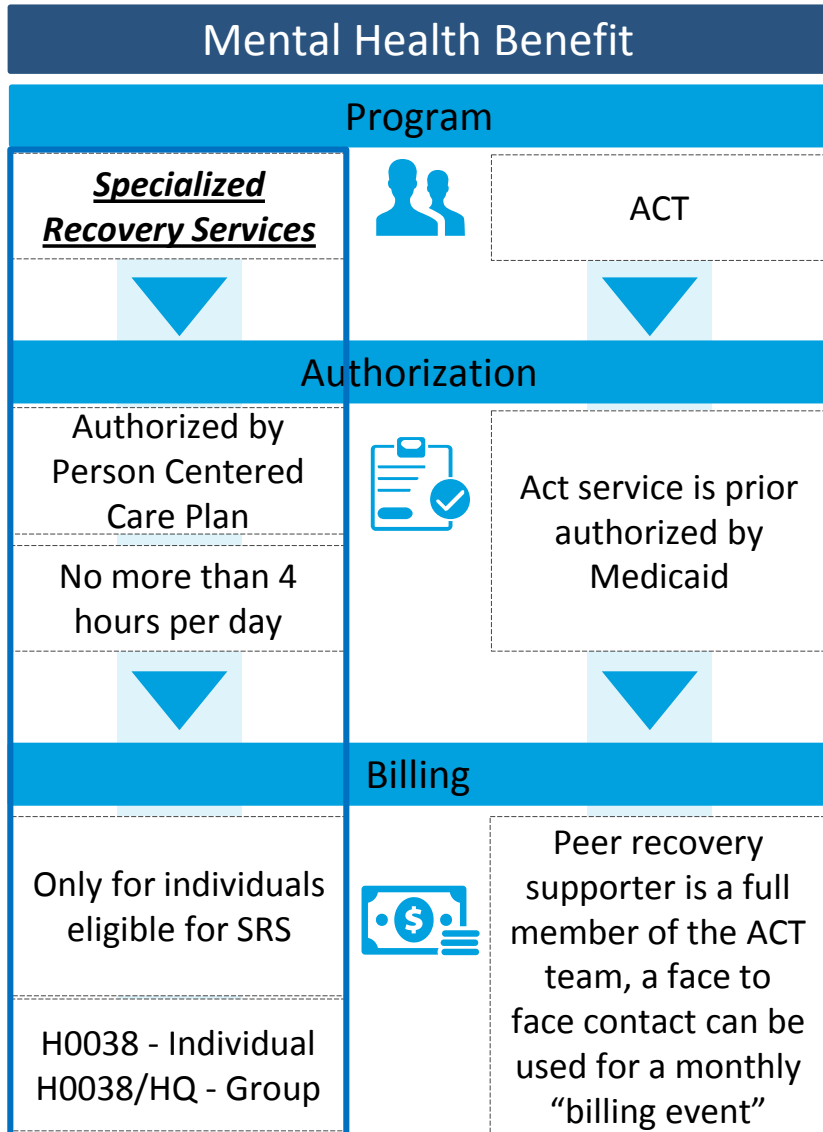 Mental Health Benefit
Program
Specialized
Recovery Services
ACT
Authorization
Authorized by
Person Centered
Care Plan
No more than 4
hours per day
Act service is prior
authorized by
Medicaid
Billing
Only for individuals
eligible for SRS
H0038 - Individual
H0038/HQ - Group
$
Peer recovery
supporter is a full
member of the ACT
team, a face to
face contact can be
used for a monthly
“billing event”